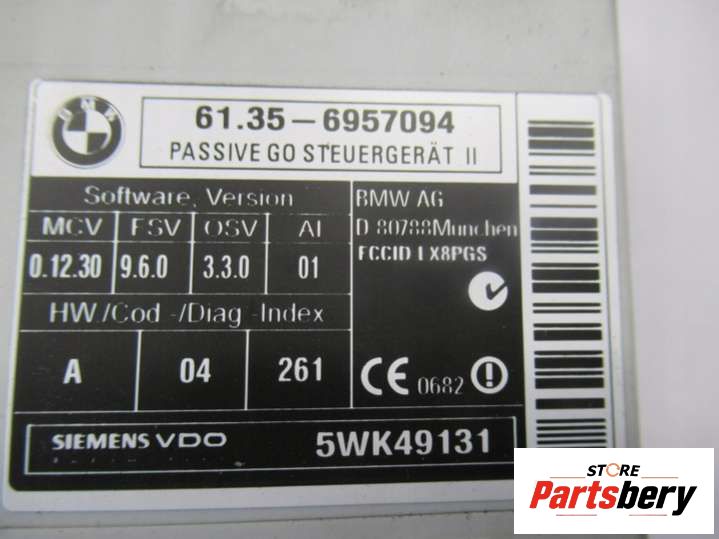 BMW
61.35-6957094
PASSIVE GO STEUERGERÄT II
Software, Version
MCV FSV OSV AI
0.12.30 9.6.0 3.3.0 01
HW./Cod -/Diag -Index
A 04 261
BMW AG
D 80788 München
FCCID LX8PGS
CE 0682
SIEMENS VDO 5WK49131
STORE
Partsbery